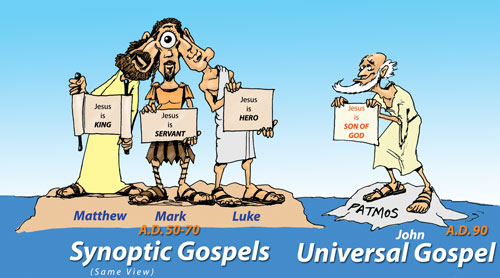 Jesus
is
KING
Jesus
is
SERVANT
Jesus
is
HERO
Jesus
is
SON OF
GOD
PATMOS
Matthew Mark Luke
A.D. 50-70
Synoptic Gospels
(Same View)
John
A.D. 90
Universal Gospel